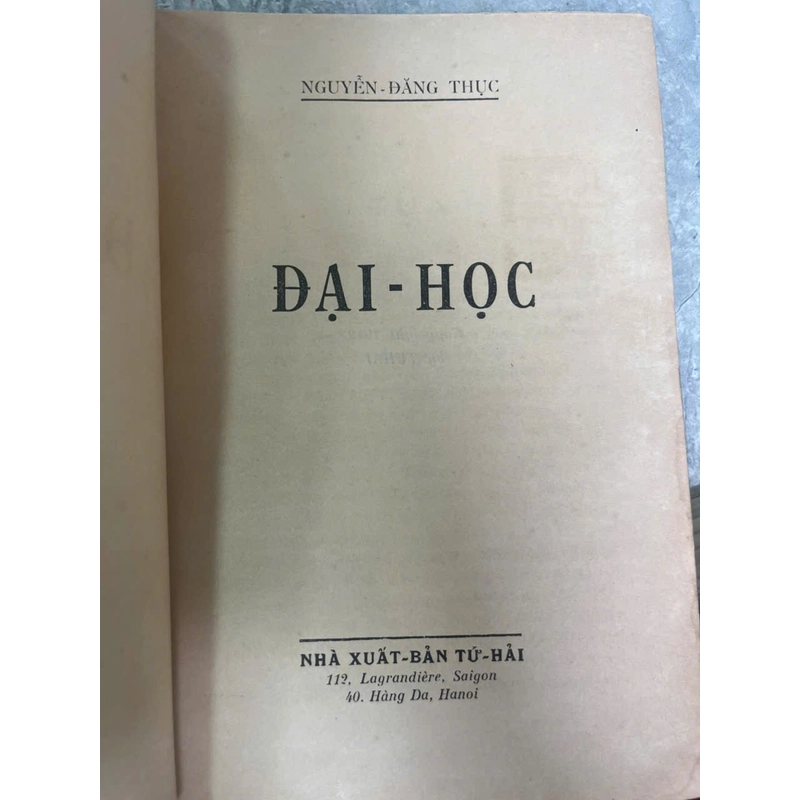 NGUYỄN-ĐĂNG THỤC
ĐẠI-HỌC
NHÀ XUẤT-BẢN TỨ-HẢI
112, Lagrandière, Saigon
40. Hàng Da, Hanoi